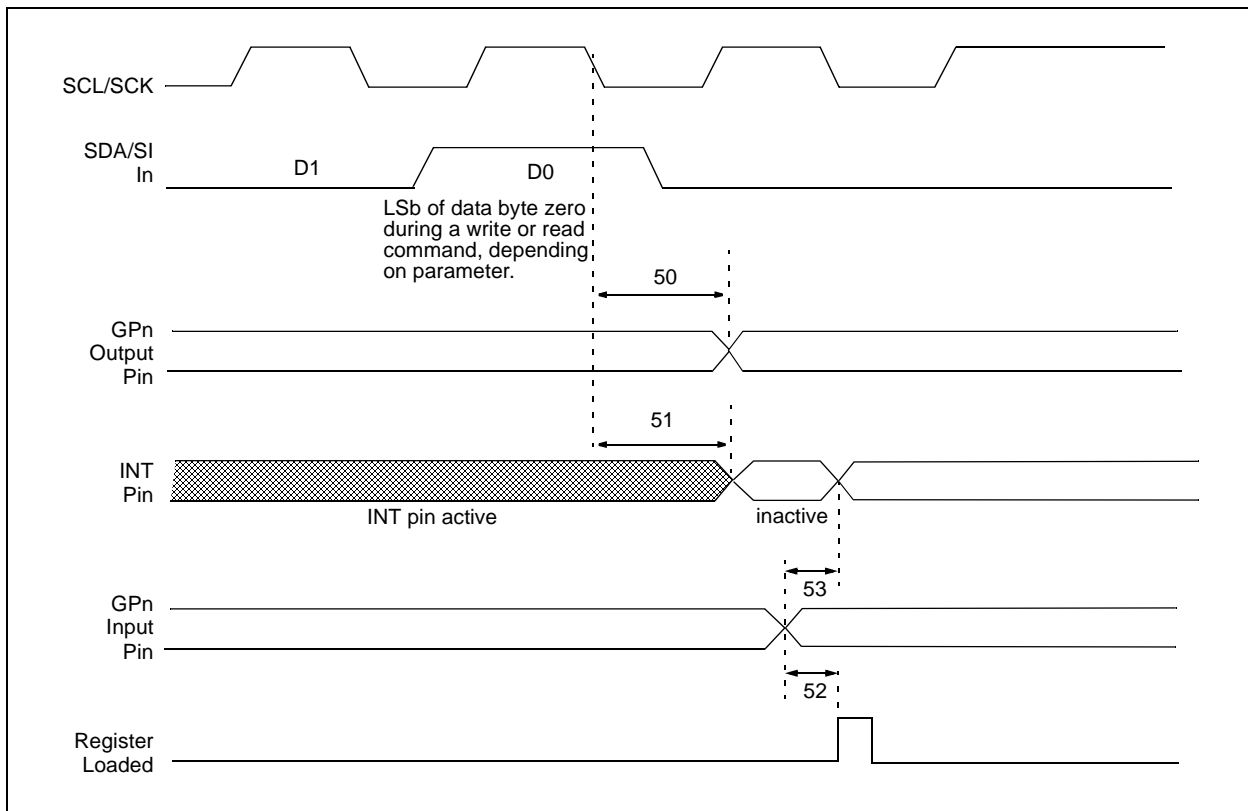 SCL/SCK
SDA/SI
In
D1
D0
LSb of data byte zero
during a write or read
command, depending
on parameter.
50
GPn
Output
Pin
51
INT
Pin
INT pin active
inactive
53
GPn
Input
Pin
52
Register
Loaded